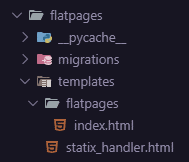 flatpages
__pycache__
migrations
templates
flatpages
index.html
statix_handler.html